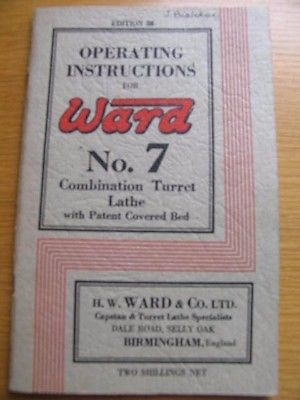 EDITION 38
OPERATING
INSTRUCTIONS
FOR
Ward
No. 7
Combination Turret
Lathe
with Patent Covered Bed
H. W. WARD & CO. LTD.
Capstan & Turret Lathe Specialists
DALE ROAD, SELLY OAK
BIRMINGHAM, England
TWO SHILLINGS NET